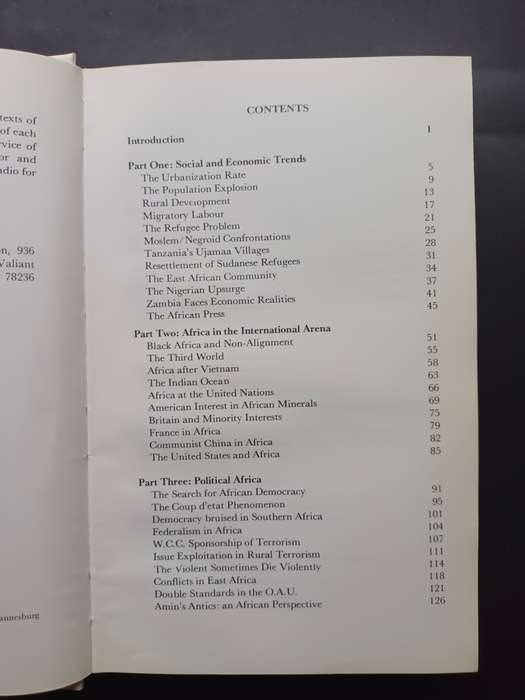 texts of
of each
rvice of
or and
adio for
n, 936
Valiant
78236
annesburg
CONTENTS
Introduction 1
Part One: Social and Economic Trends
The Urbanization Rate 5
The Population Explosion 9
Rural Development 13
Migratory Labour 17
The Refugee Problem 21
Moslem/Negroid Confrontations 25
Tanzania's Ujamaa Villages 28
Resettlement of Sudanese Refugees 31
The East African Community 34
The Nigerian Upsurge 37
Zambia Faces Economic Realities 41
The African Press 45
Part Two: Africa in the International Arena
Black Africa and Non-Alignment 51
The Third World 55
Africa after Vietnam 58
The Indian Ocean 63
Africa at the United Nations 66
American Interest in African Minerals 69
Britain and Minority Interests 75
France in Africa 79
Communist China in Africa 82
The United States and Africa 85
Part Three: Political Africa
The Search for African Democracy 91
The Coup d'etat Phenomenon 95
Democracy bruised in Southern Africa 101
Federalism in Africa 104
W.C.C. Sponsorship of Terrorism 107
Issue Exploitation in Rural Terrorism 111
The Violent Sometimes Die Violently 114
Conflicts in East Africa 118
Double Standards in the O.A.U. 121
Amin's Antics: an African Perspective 126